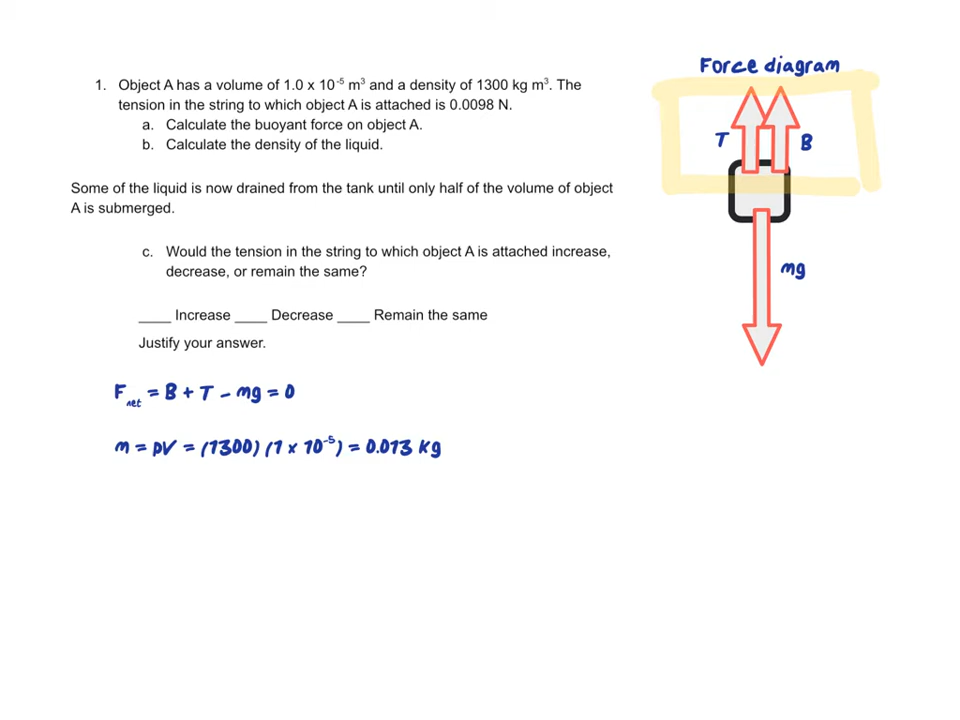 Force diagram
1. Object A has a volume of 1.0 x 10⁻⁵ m³ and a density of 1300 kg m³. The
tension in the string to which object A is attached is 0.0098 N.
a. Calculate the buoyant force on object A.
b. Calculate the density of the liquid.
T B
Some of the liquid is now drained from the tank until only half of the volume of object
A is submerged.
c. Would the tension in the string to which object A is attached increase,
decrease, or remain the same?
mg
____ Increase ____ Decrease ____ Remain the same
Justify your answer.
F_net = B + T - mg = 0
m = ρV = (1300) (1 x 10⁻⁵) = 0.013 kg